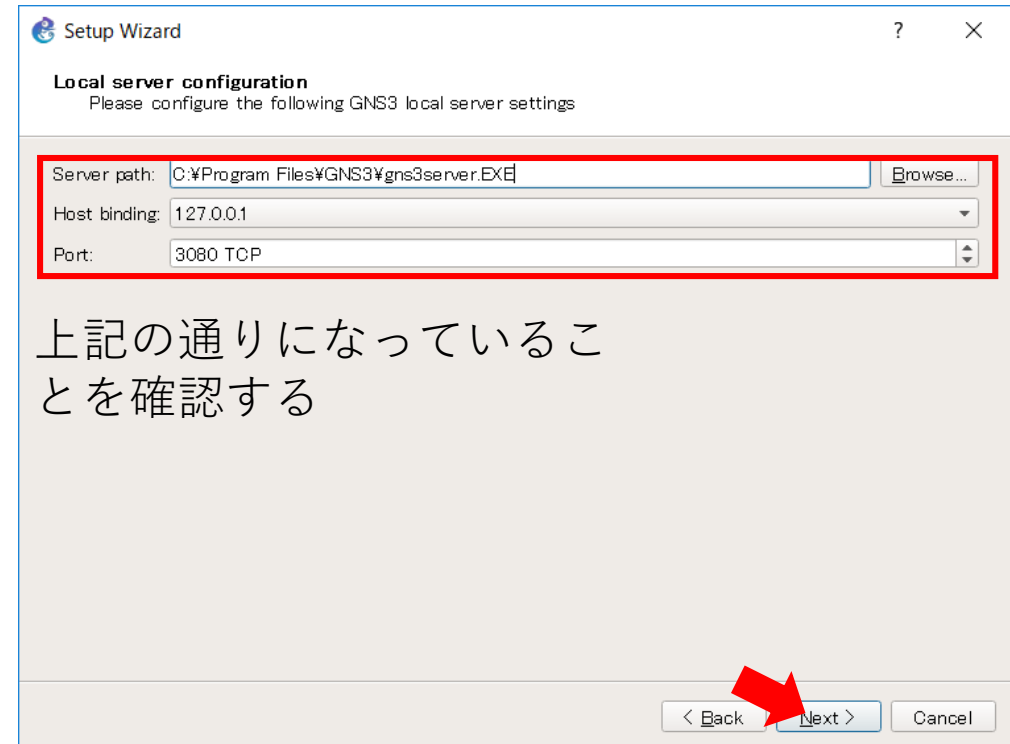 Setup Wizard
?
Local server configuration
Please configure the following GNS3 local server settings
Server path: C:¥Program Files¥GNS3¥gns3server.EXE Browse...
Host binding: 127.0.0.1
Port: 3080 TCP
上記の通りになっているこ
とを確認する
< Back Next > Cancel